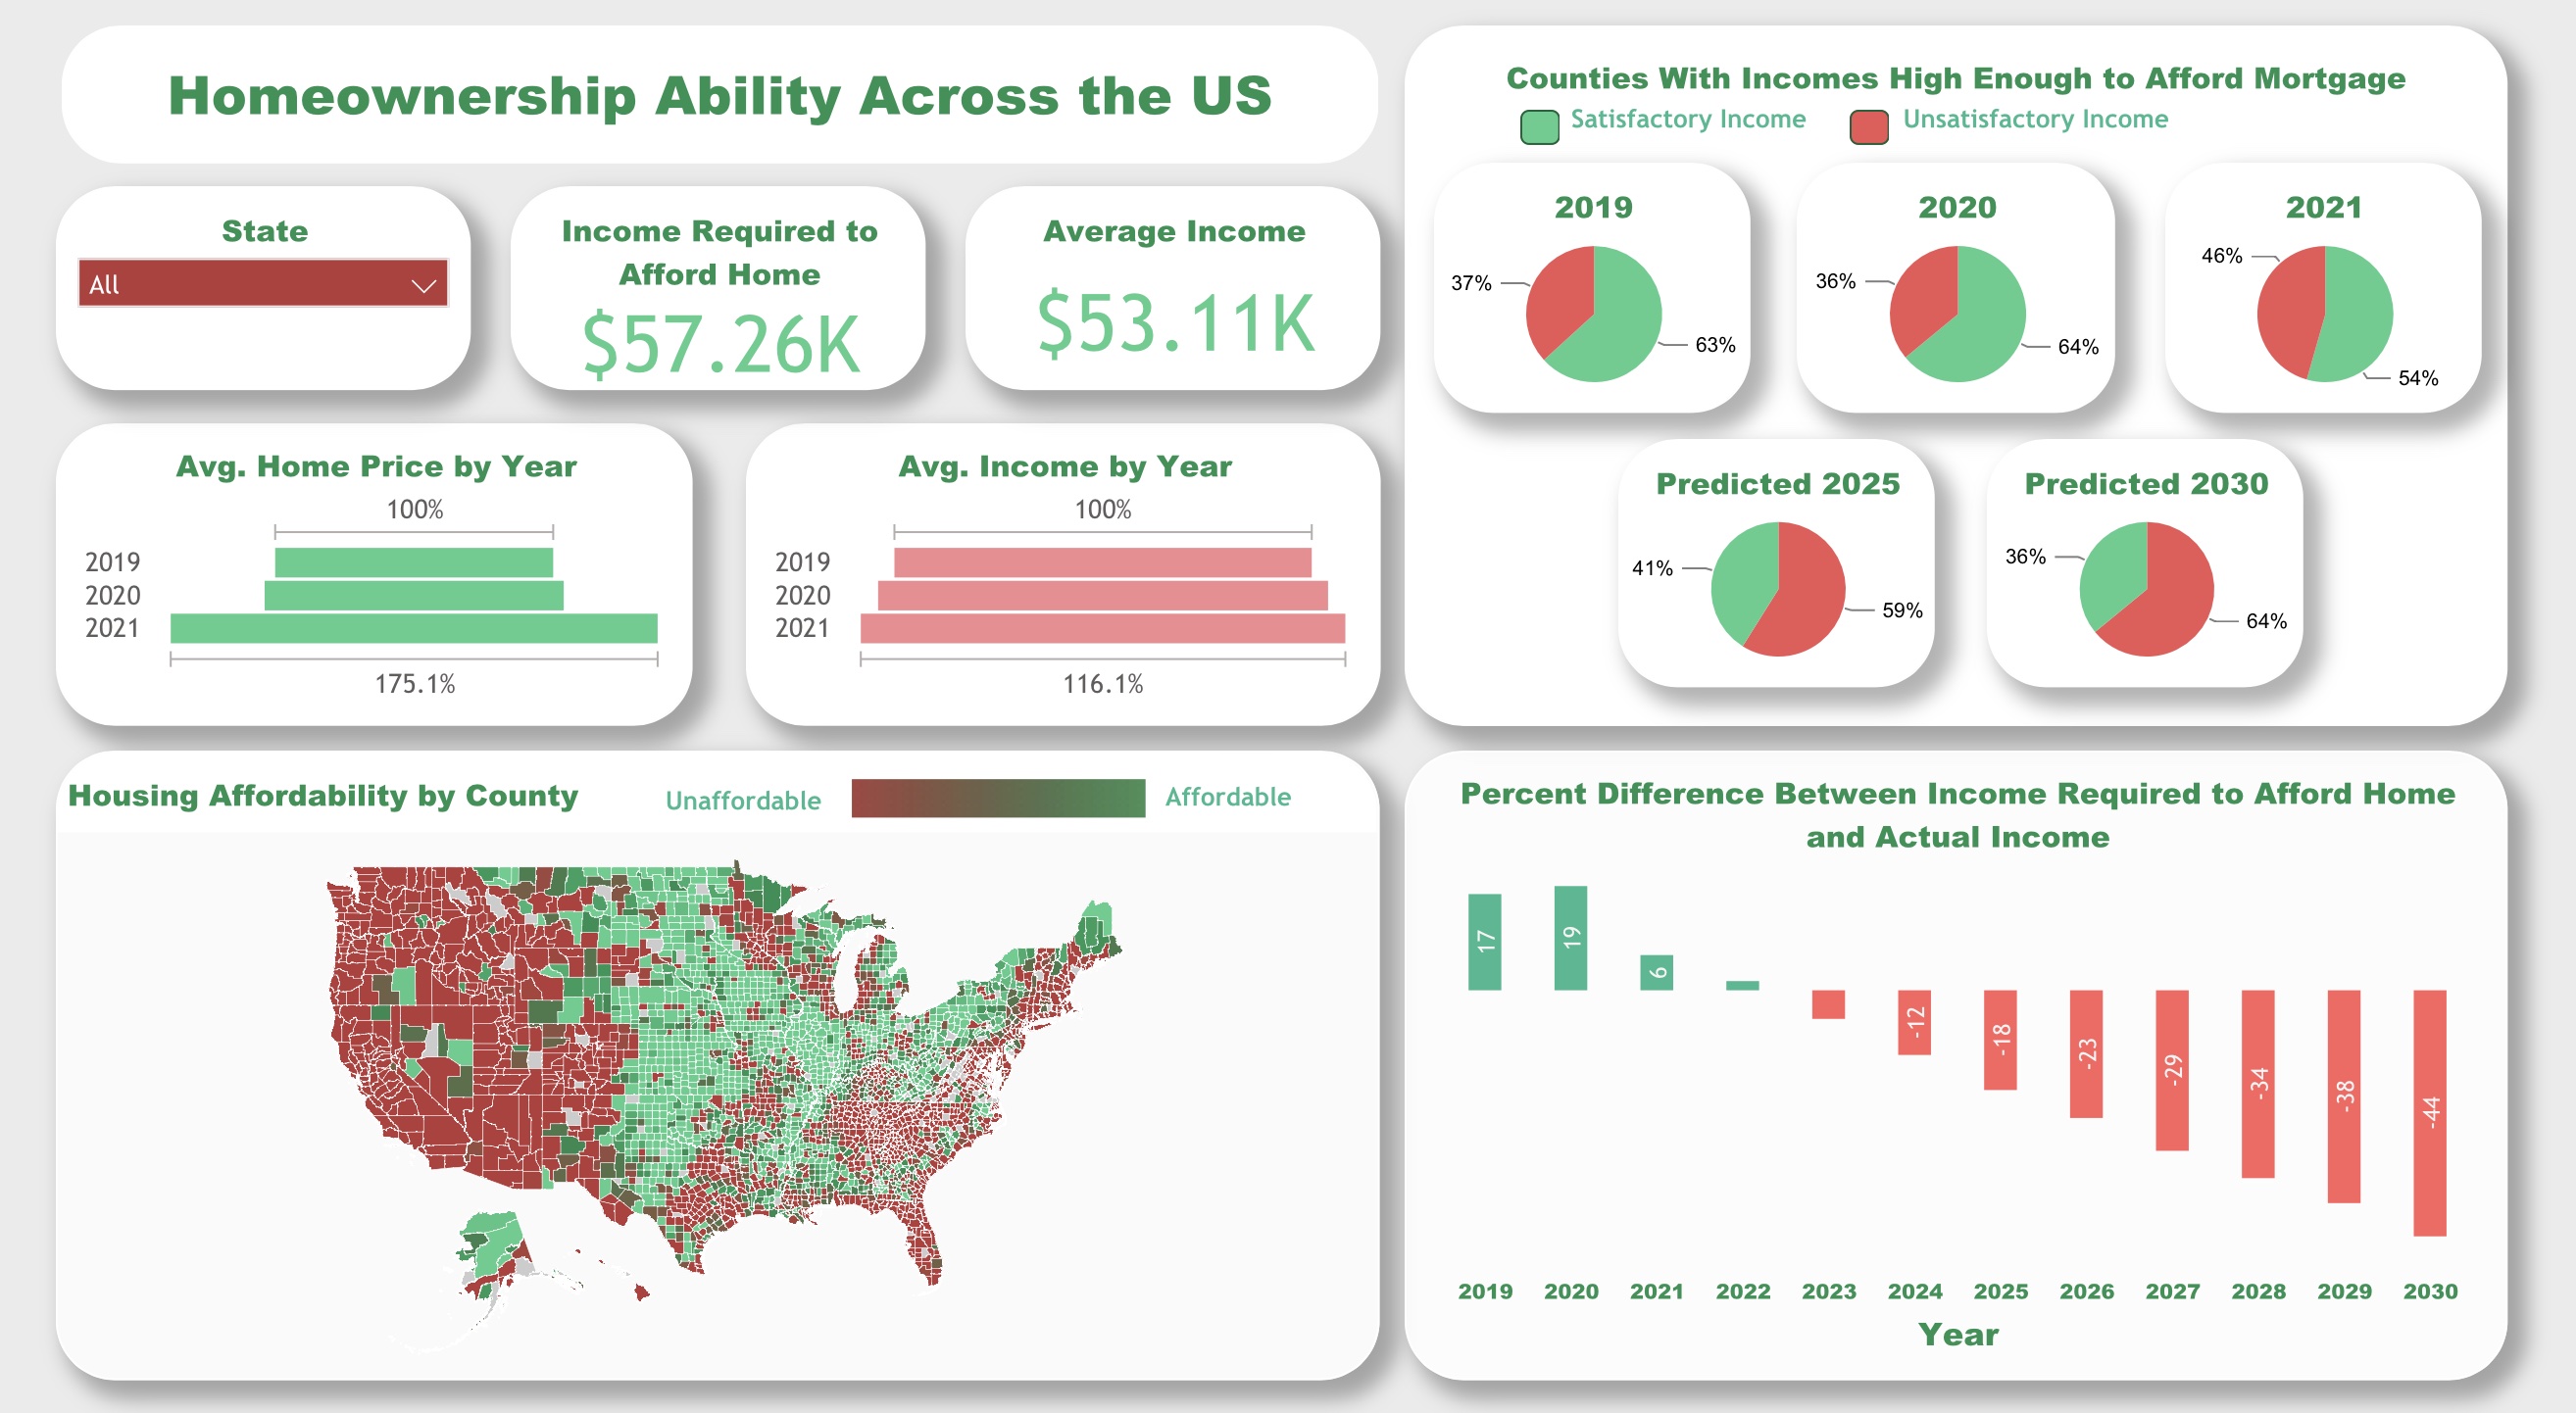 Homeownership Ability Across the US
State
All
Income Required to
Afford Home
$57.26K
Average Income
$53.11K
Avg. Home Price by Year
100%
2019
2020
2021
175.1%
Avg. Income by Year
100%
2019
2020
2021
116.1%
Counties With Incomes High Enough to Afford Mortgage
Satisfactory Income
Unsatisfactory Income
2019
37%
63%
2020
36%
64%
2021
46%
54%
Predicted 2025
41%
59%
Predicted 2030
36%
64%
Housing Affordability by County
Unaffordable
Affordable
Percent Difference Between Income Required to Afford Home
and Actual Income
17
19
6
-12
-18
-23
-29
-34
-38
-44
2019 2020 2021 2022 2023 2024 2025 2026 2027 2028 2029 2030
Year